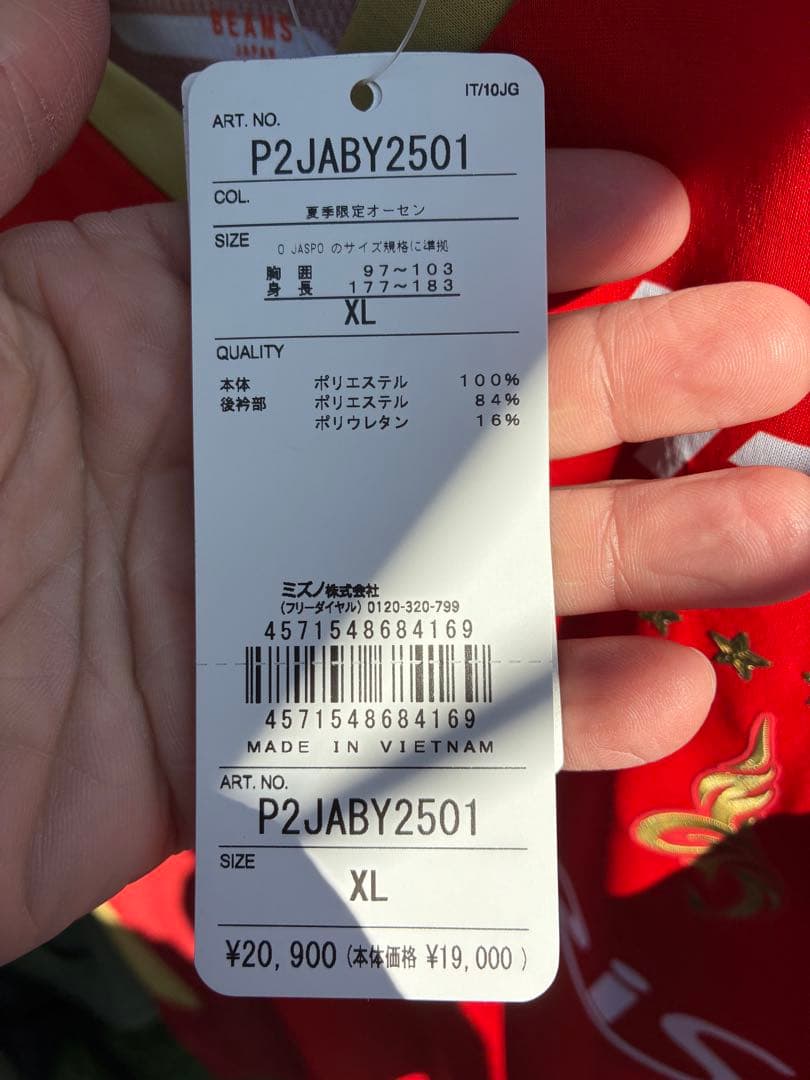 BEAMS
JAPAN
IT/10JG
ART. NO.
P2JABY2501
COL.
夏季限定オーセン
SIZE
O JASPO のサイズ規格に準拠
胸 囲 97～103
身 長 177～183
XL
QUALITY
本体 ポリエステル 100%
後衿部 ポリエステル 84%
ポリウレタン 16%
ミズノ株式会社
(フリーダイヤル) 0120-320-799
4571548684169
4571548684169
MADE IN VIETNAM
ART. NO.
P2JABY2501
SIZE
XL
¥20,900 (本体価格 ¥19,000 )